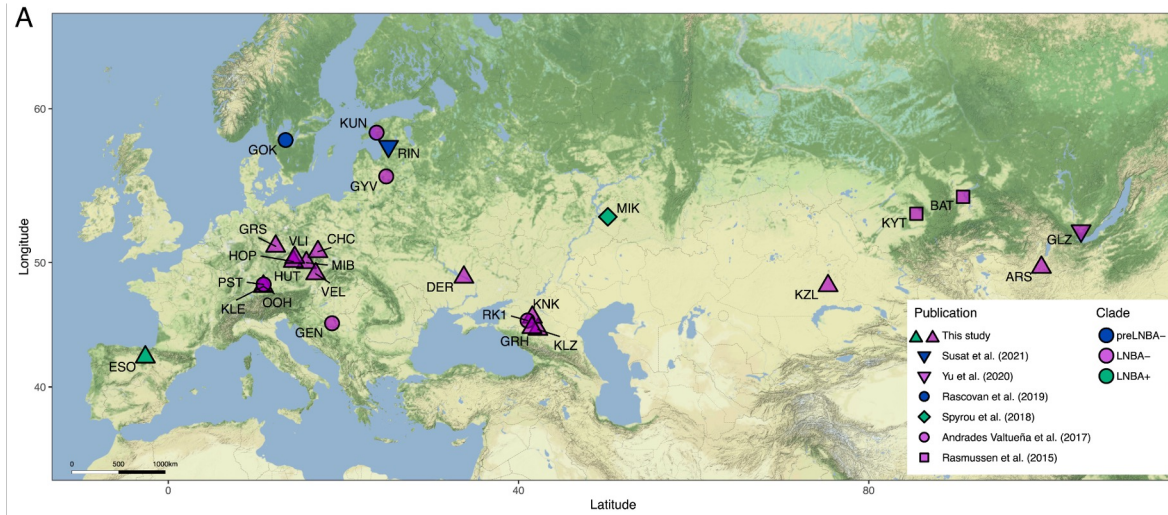 A
60
50
40
Longitude
GOK
KUN
RIN
GYV
GRS
VLI
CHC
HOP
HUT
MIB
VEL
PST
KLE
OOH
GEN
ESO
DER
RK1
KNK
GRH
KLZ
MIK
KZL
KYT
BAT
GLZ
ARS
Publication
This study
Susat et al. (2021)
Yu et al. (2020)
Rascovan et al. (2019)
Spyrou et al. (2018)
Andrades Valtueña et al. (2017)
Rasmussen et al. (2015)
Clade
preLNBA−
LNBA−
LNBA+
0 500 1000km
0 40 80
Latitude